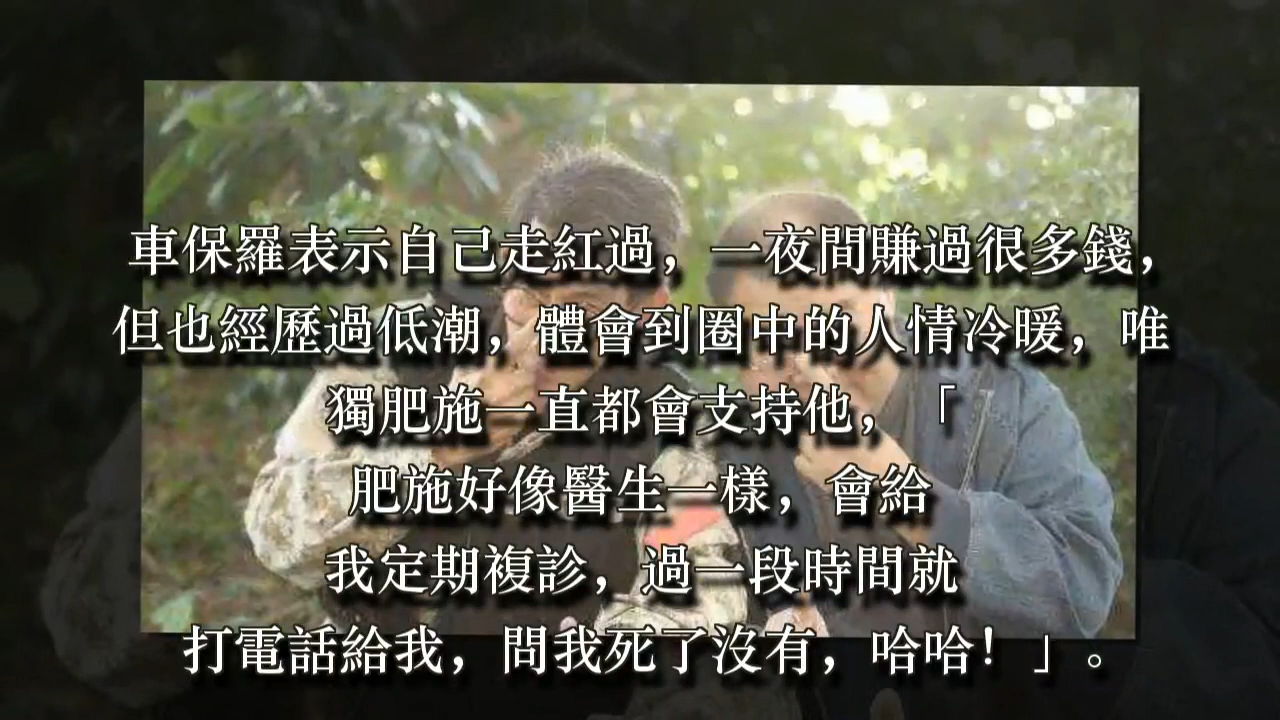 車保羅表示自己走紅過，一夜間賺過很多錢，
但也經歷過低潮，體會到圈中的人情冷暖，唯
獨肥施一直都會支持他，「
肥施好像醫生一樣，會給
我定期複診，過一段時間就
打電話給我，問我死了沒有，哈哈！」。